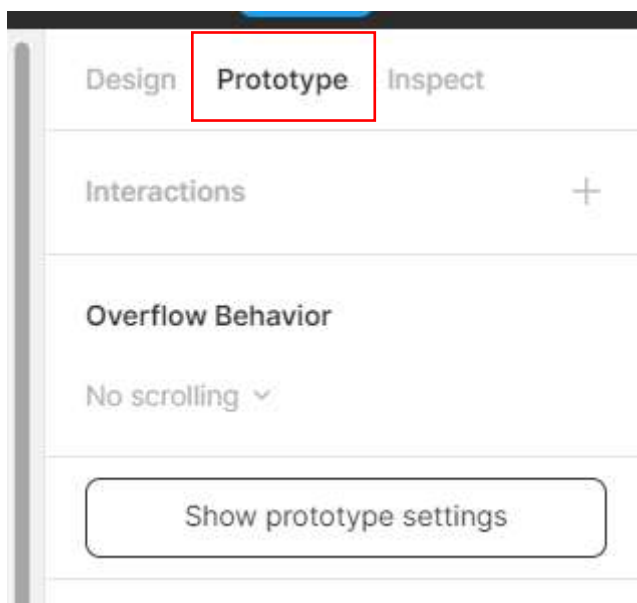 Design Prototype Inspect
Interactions
Overflow Behavior
No scrolling
Show prototype settings